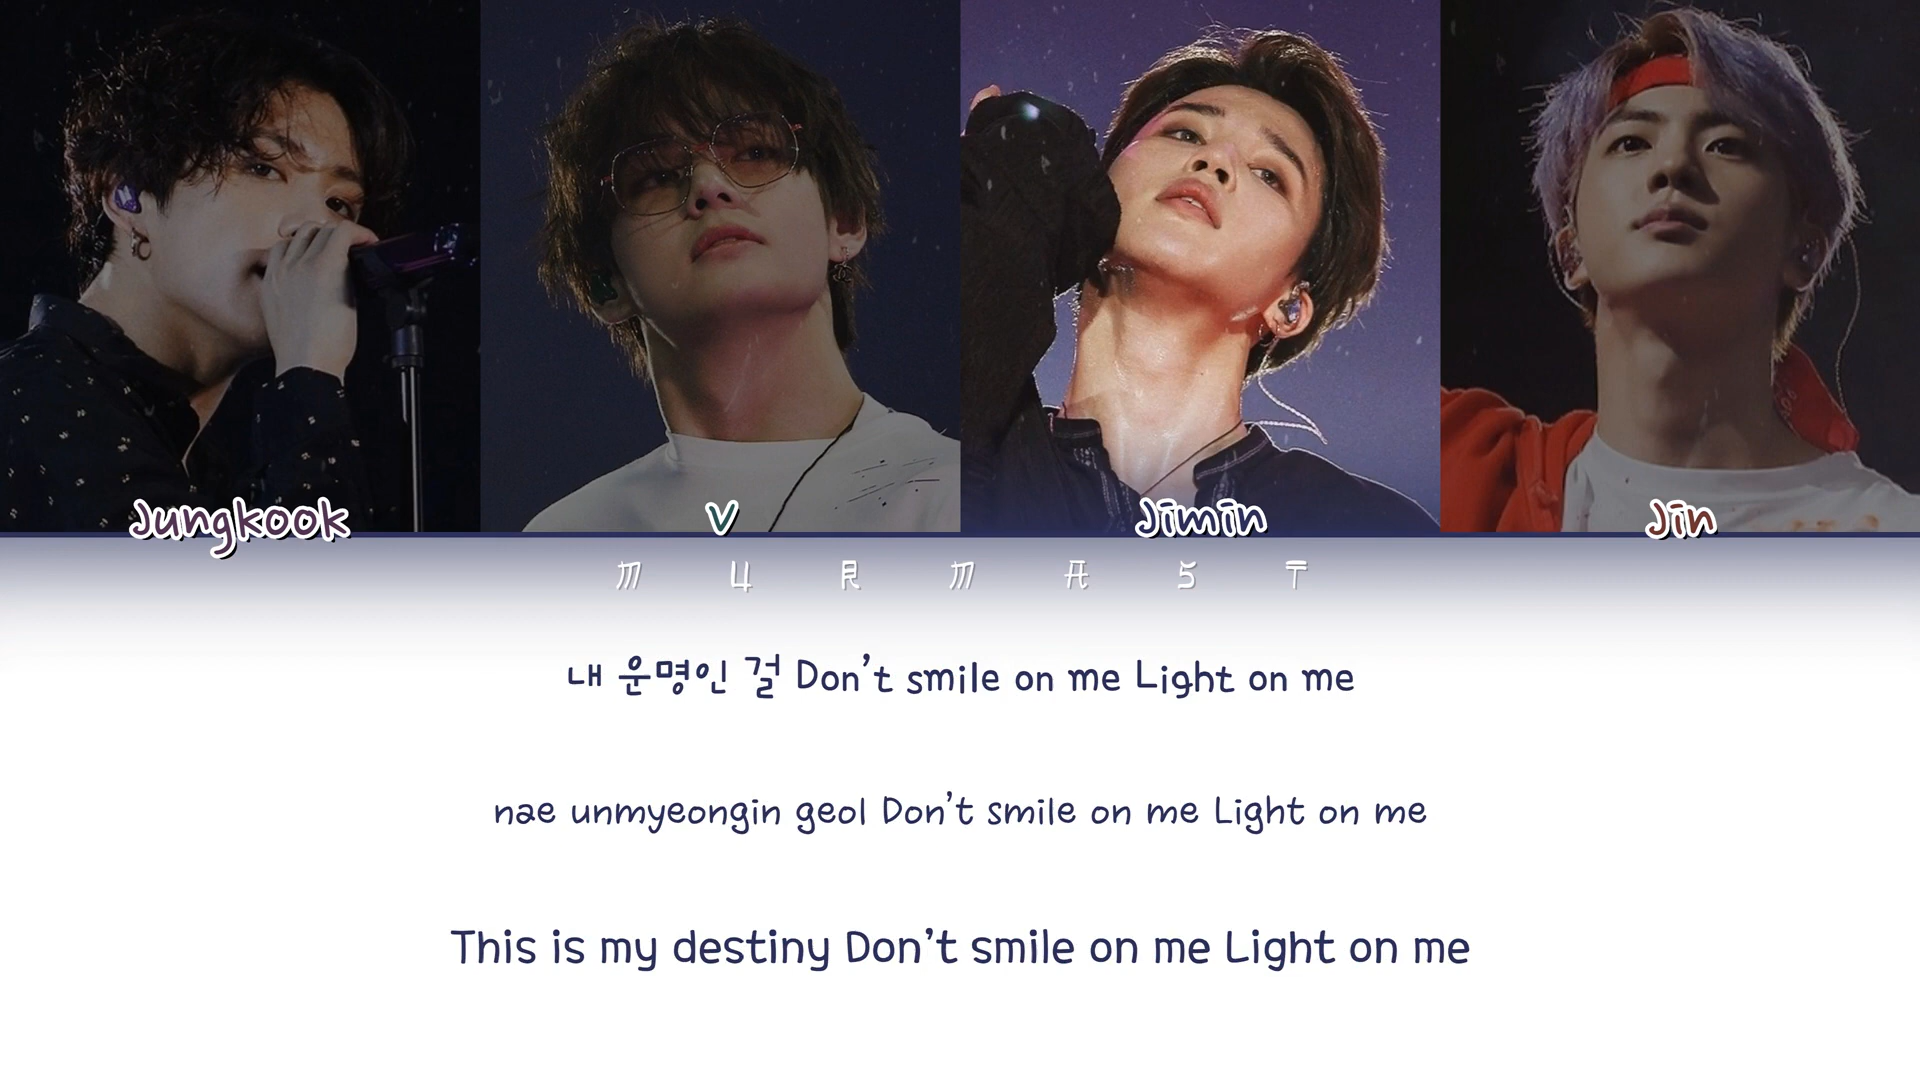 Jungkook
V
Jimin
Jin
M U R M A S T
내 운명인 걸 Don't smile on me Light on me
nae unmyeongin geol Don't smile on me Light on me
This is my destiny Don't smile on me Light on me